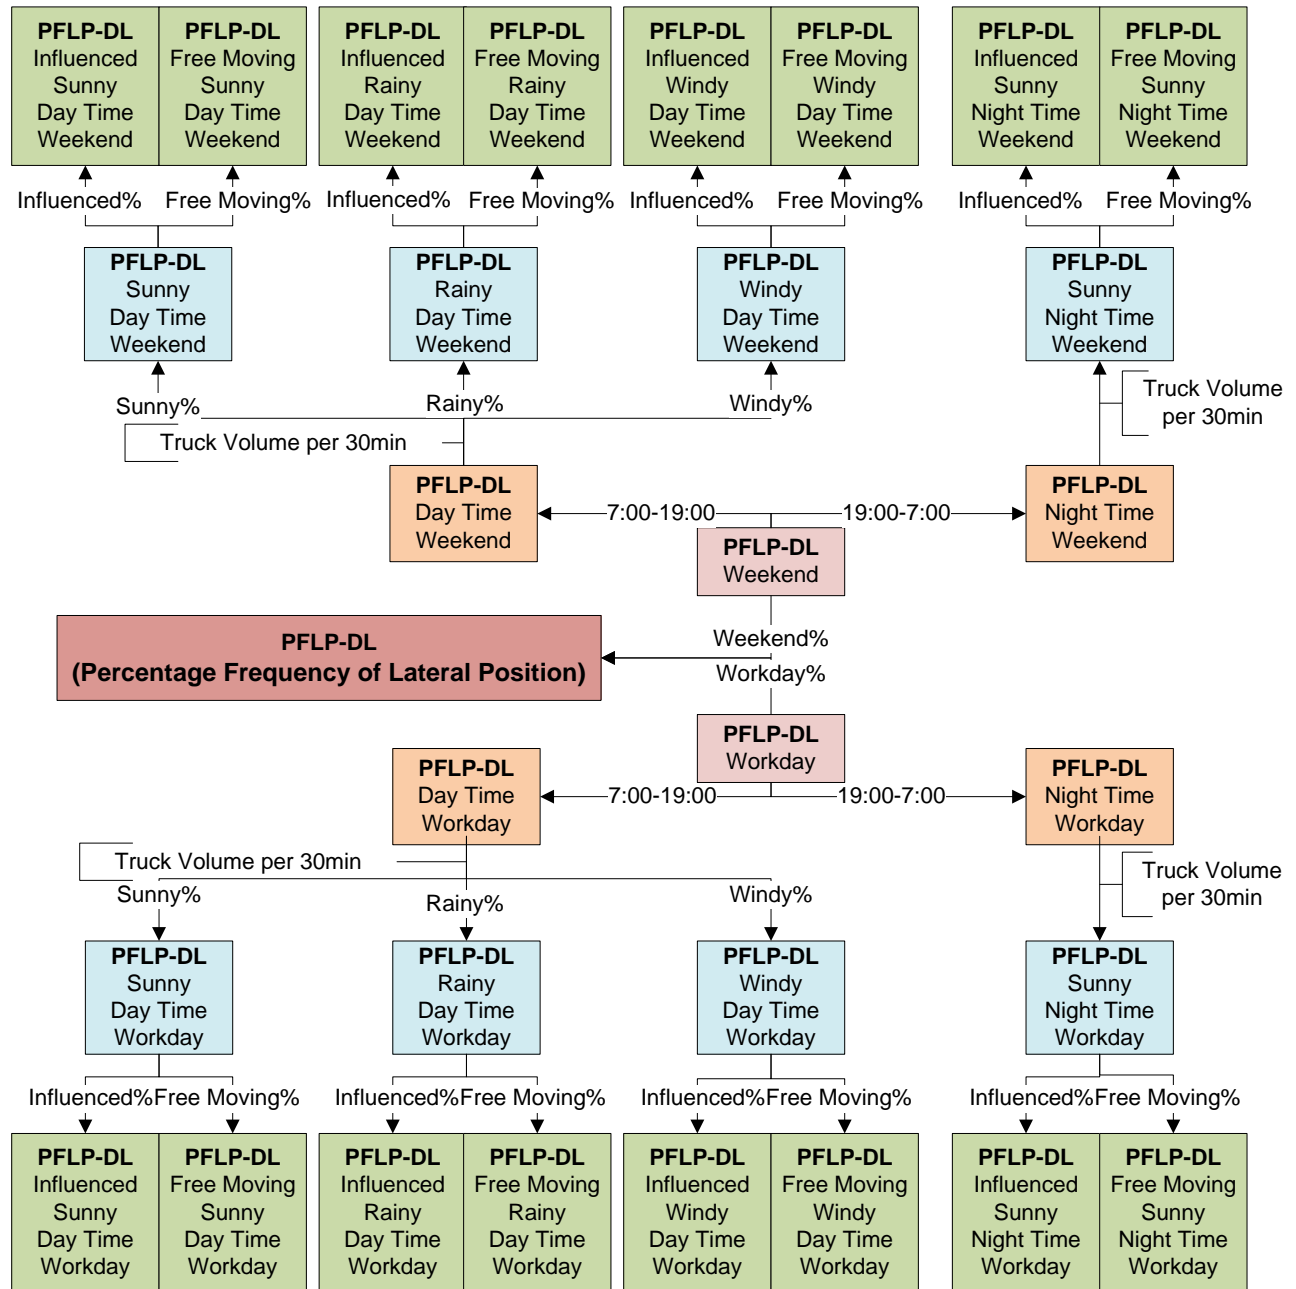 PFLP-DL
Influenced
Sunny
Day Time
Weekend
PFLP-DL
Free Moving
Sunny
Day Time
Weekend
PFLP-DL
Influenced
Rainy
Day Time
Weekend
PFLP-DL
Free Moving
Rainy
Day Time
Weekend
PFLP-DL
Influenced
Windy
Day Time
Weekend
PFLP-DL
Free Moving
Windy
Day Time
Weekend
PFLP-DL
Influenced
Sunny
Night Time
Weekend
PFLP-DL
Free Moving
Sunny
Night Time
Weekend
Influenced%
Free Moving%
Influenced%
Free Moving%
Influenced%
Free Moving%
Influenced%
Free Moving%
PFLP-DL
Sunny
Day Time
Weekend
PFLP-DL
Rainy
Day Time
Weekend
PFLP-DL
Windy
Day Time
Weekend
PFLP-DL
Sunny
Night Time
Weekend
Sunny%
Rainy%
Windy%
Truck Volume
per 30min
Truck Volume per 30min
PFLP-DL
Day Time
Weekend
7:00-19:00
19:00-7:00
PFLP-DL
Night Time
Weekend
PFLP-DL
Weekend
Weekend%
PFLP-DL
(Percentage Frequency of Lateral Position)
Workday%
PFLP-DL
Workday
PFLP-DL
Day Time
Workday
7:00-19:00
19:00-7:00
PFLP-DL
Night Time
Workday
Truck Volume per 30min
Truck Volume
per 30min
Sunny%
Rainy%
Windy%
PFLP-DL
Sunny
Day Time
Workday
PFLP-DL
Rainy
Day Time
Workday
PFLP-DL
Windy
Day Time
Workday
PFLP-DL
Sunny
Night Time
Workday
Influenced%
Free Moving%
Influenced%
Free Moving%
Influenced%
Free Moving%
Influenced%
Free Moving%
PFLP-DL
Influenced
Sunny
Day Time
Workday
PFLP-DL
Free Moving
Sunny
Day Time
Workday
PFLP-DL
Influenced
Rainy
Day Time
Workday
PFLP-DL
Free Moving
Rainy
Day Time
Workday
PFLP-DL
Influenced
Windy
Day Time
Workday
PFLP-DL
Free Moving
Windy
Day Time
Workday
PFLP-DL
Influenced
Sunny
Night Time
Workday
PFLP-DL
Free Moving
Sunny
Night Time
Workday